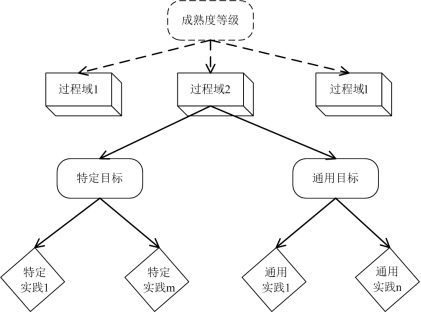 成熟度等级
过程域1
过程域2
过程域l
特定目标
通用目标
特定
实践1
特定
实践m
通用
实践1
通用
实践n